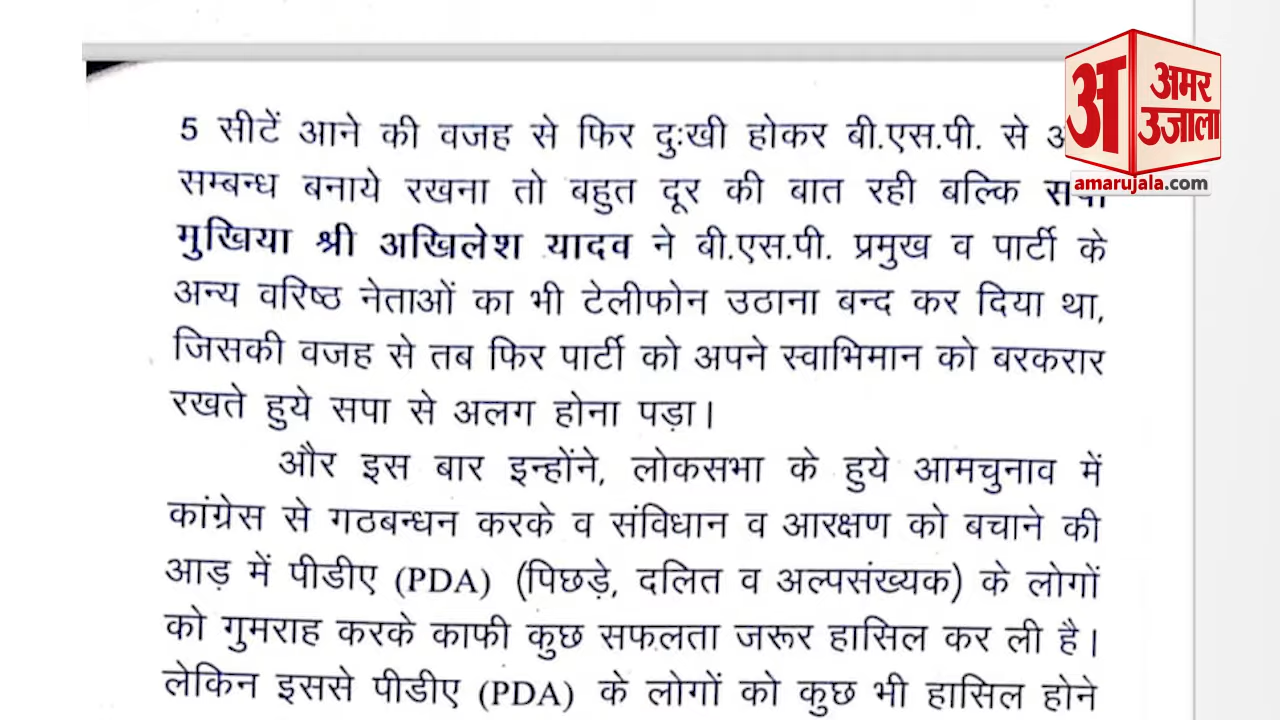 अ अमर उजाला
amarujala.com
5 सीटें आने की वजह से फिर दुःखी होकर बी.एस.पी. से
सम्बन्ध बनाये रखना तो बहुत दूर की बात रही बल्कि
मुखिया श्री अखिलेश यादव ने बी.एस.पी. प्रमुख व पार्टी के
अन्य वरिष्ठ नेताओं का भी टेलीफोन उठाना बन्द कर दिया था,
जिसकी वजह से तब फिर पार्टी को अपने स्वाभिमान को बरकरार
रखते हुये सपा से अलग होना पड़ा।
और इस बार इन्होंने, लोकसभा के हुये आमचुनाव में
कांग्रेस से गठबन्धन करके व संविधान व आरक्षण को बचाने की
आड़ में पीडीए (PDA) (पिछड़े, दलित व अल्पसंख्यक) के लोगों
को गुमराह करके काफी कुछ सफलता जरूर हासिल कर ली है।
लेकिन इससे पीडीए (PDA) के लोगों को कुछ भी हासिल होने